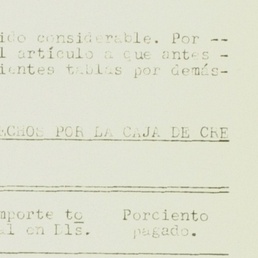 ido considerable. Por --
l artículo a que antes -
ientes tablas por demás-
ECHOS POR LA CAJA DE CRE
mporte to Porciento
al en Dls. pagado.